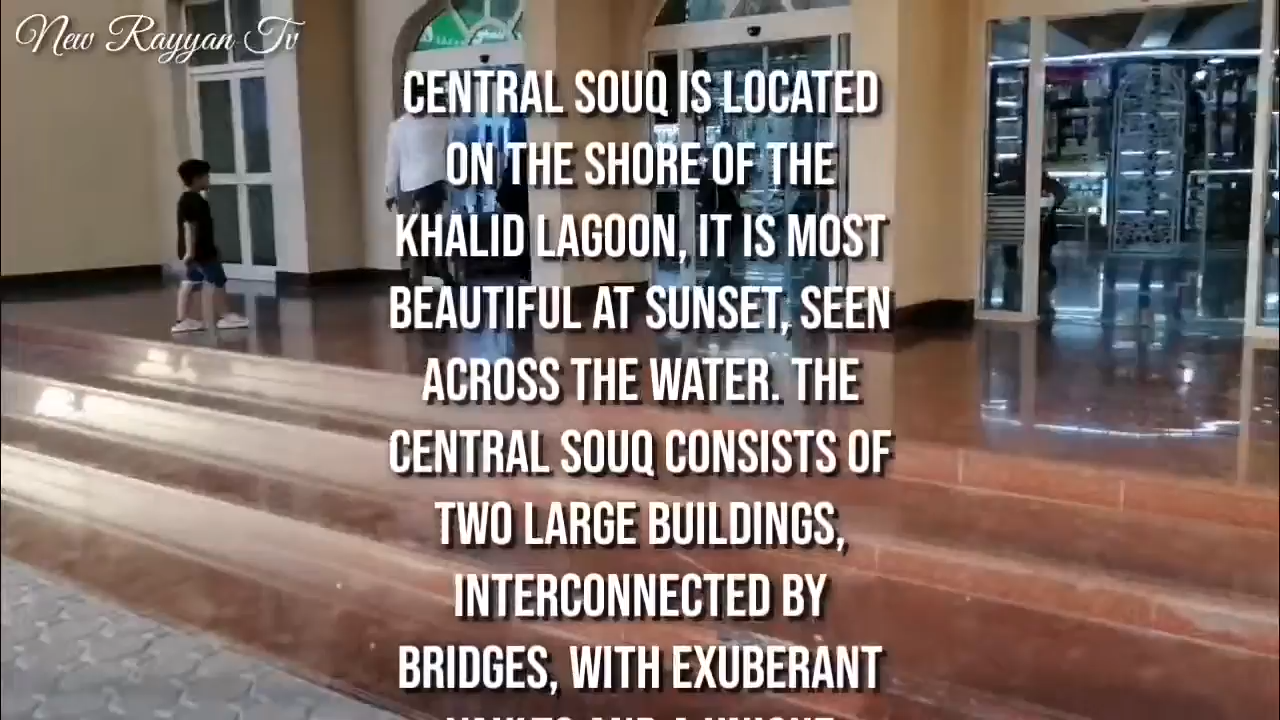 New Rayyan Tv
CENTRAL SOUQ IS LOCATED
ON THE SHORE OF THE
KHALID LAGOON, IT IS MOST
BEAUTIFUL AT SUNSET, SEEN
ACROSS THE WATER. THE
CENTRAL SOUQ CONSISTS OF
TWO LARGE BUILDINGS,
INTERCONNECTED BY
BRIDGES, WITH EXUBERANT